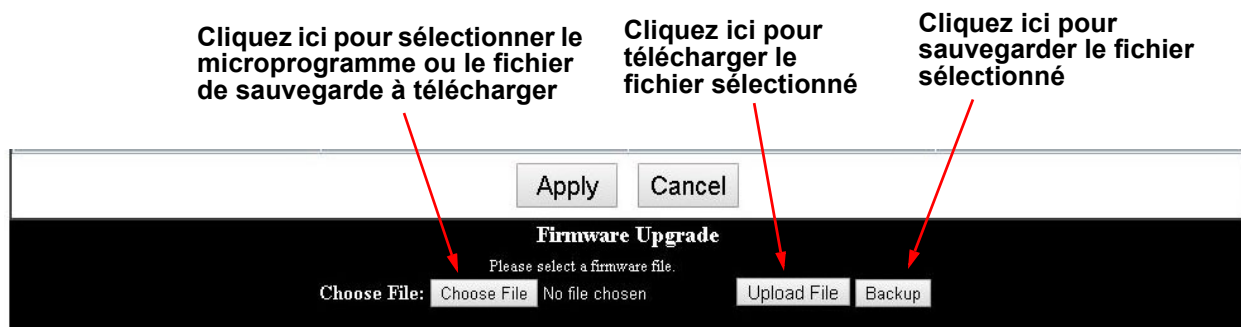 Cliquez ici pour sélectionner le
microprogramme ou le fichier
de sauvegarde à télécharger
Cliquez ici pour
télécharger le
fichier sélectionné
Cliquez ici pour
sauvegarder le fichier
sélectionné
Apply Cancel
Firmware Upgrade
Please select a firmware file.
Choose File: Choose File No file chosen Upload File Backup